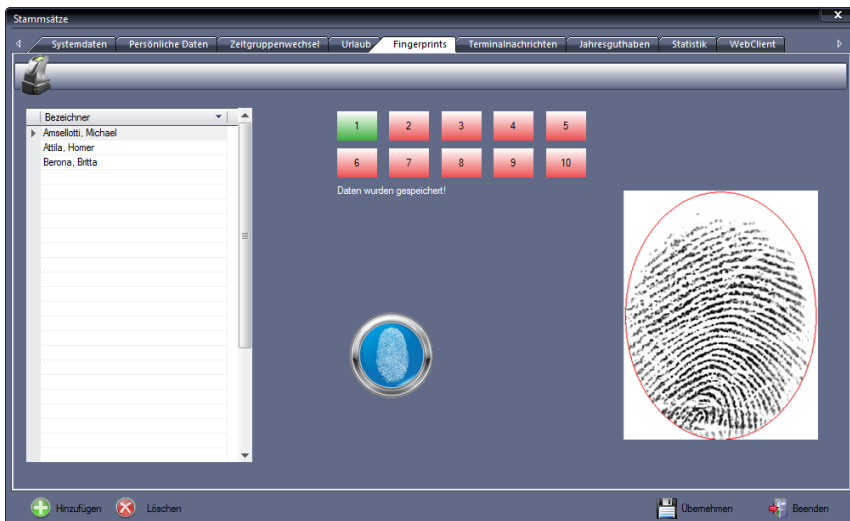 Stammsätze
X
Systemdaten Persönliche Daten Zeitgruppenwechsel Urlaub Fingerprints Terminalnachrichten Jahresguthaben Statistik WebClient
Bezeichner
Amsellotti, Michael
Attila, Homer
Berona, Britta
1 2 3 4 5
6 7 8 9 10
Daten wurden gespeichert!
Hinzufügen Löschen Übernehmen Beenden